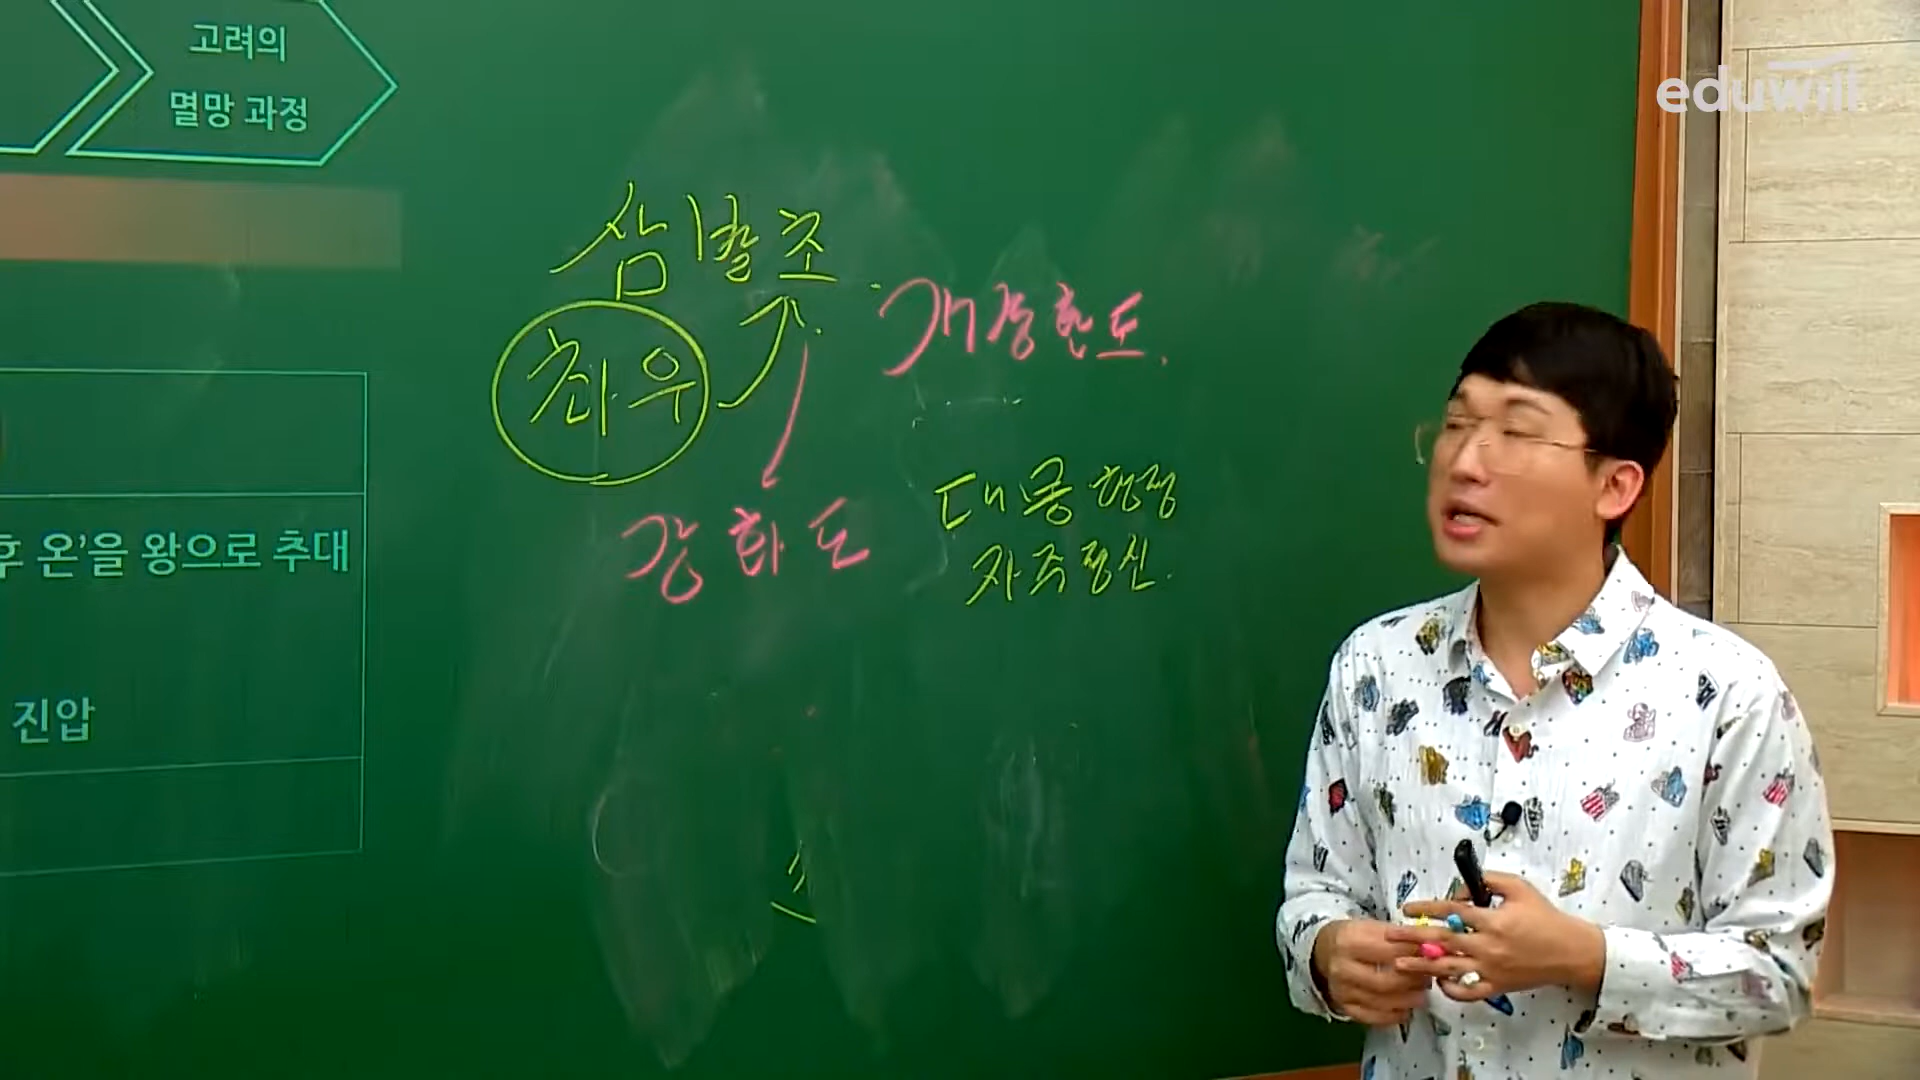 고려의
멸망 과정
eduwill
삼별초
최우
개경환도.
강화도
대몽항쟁
자주정신.
후 온'을 왕으로 추대
진압